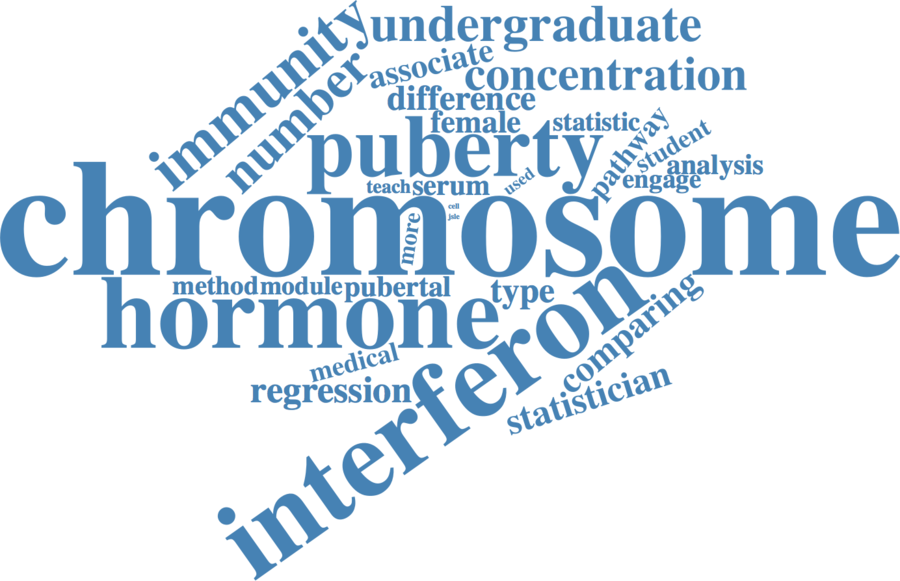 immunity
undergraduate
number
associate
concentration
difference
female
statistic
puberty
pathway
student
analysis
engage
teach
serum
used
cell
jsle
chromosome
more
method
module
pubertal
type
hormone
interferon
comparing
medical
regression
statistician